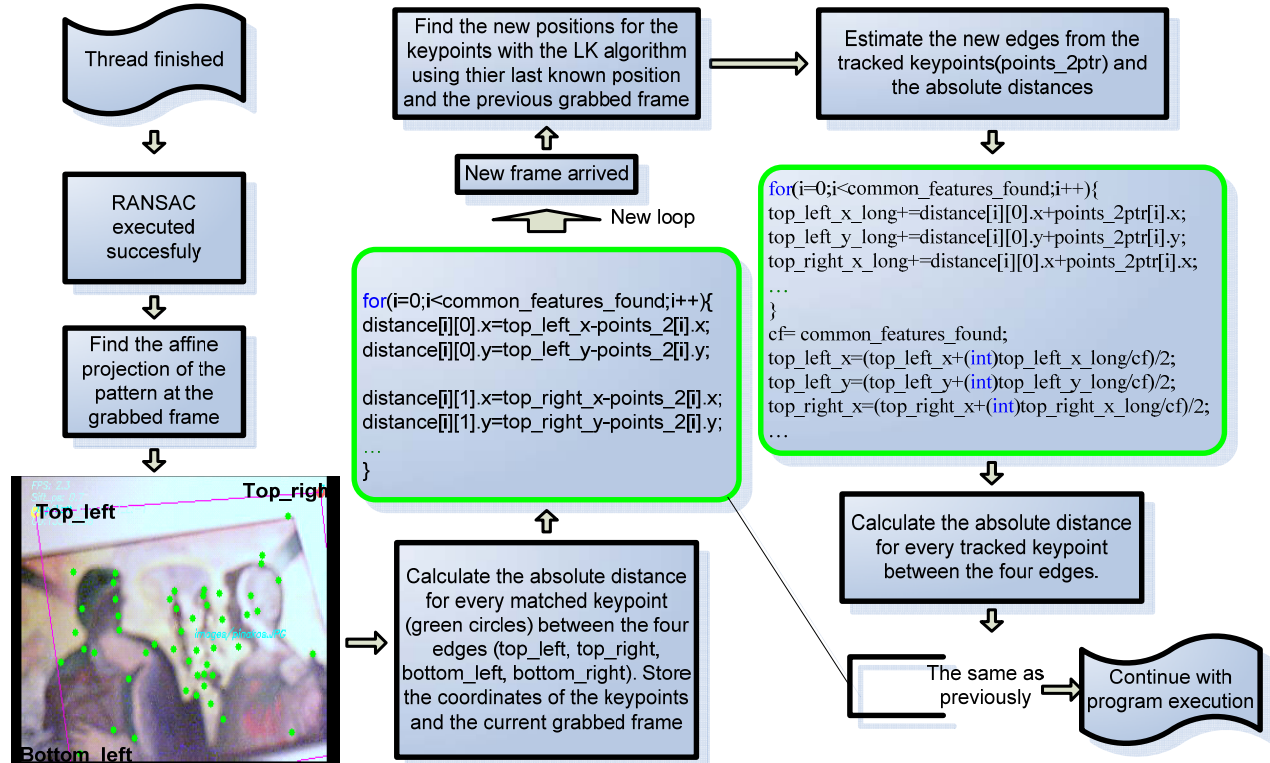 Thread finished
RANSAC
executed
succesfuly
Find the affine
projection of the
pattern at the
grabbed frame
Top_left
Top_righ
Bottom_left
Calculate the absolute distance
for every matched keypoint
(green circles) between the four
edges (top_left, top_right,
bottom_left, bottom_right). Store
the coordinates of the keypoints
and the current grabbed frame
for(i=0;i<common_features_found;i++){
distance[i][0].x=top_left_x-points_2[i].x;
distance[i][0].y=top_left_y-points_2[i].y;
distance[i][1].x=top_right_x-points_2[i].x;
distance[i][1].y=top_right_y-points_2[i].y;
...
}
New loop
New frame arrived
Find the new positions for the
keypoints with the LK algorithm
using thier last known position
and the previous grabbed frame
Estimate the new edges from the
tracked keypoints(points_2ptr) and
the absolute distances
for(i=0;i<common_features_found;i++){
top_left_x_long+=distance[i][0].x+points_2ptr[i].x;
top_left_y_long+=distance[i][0].y+points_2ptr[i].y;
top_right_x_long+=distance[i][0].x+points_2ptr[i].x;
...
}
cf= common_features_found;
top_left_x=(top_left_x+(int)top_left_x_long/cf)/2;
top_left_y=(top_left_y+(int)top_left_y_long/cf)/2;
top_right_x=(top_right_x+(int)top_right_x_long/cf)/2;
...
Calculate the absolute distance
for every tracked keypoint
between the four edges.
The same as
previously
Continue with
program execution